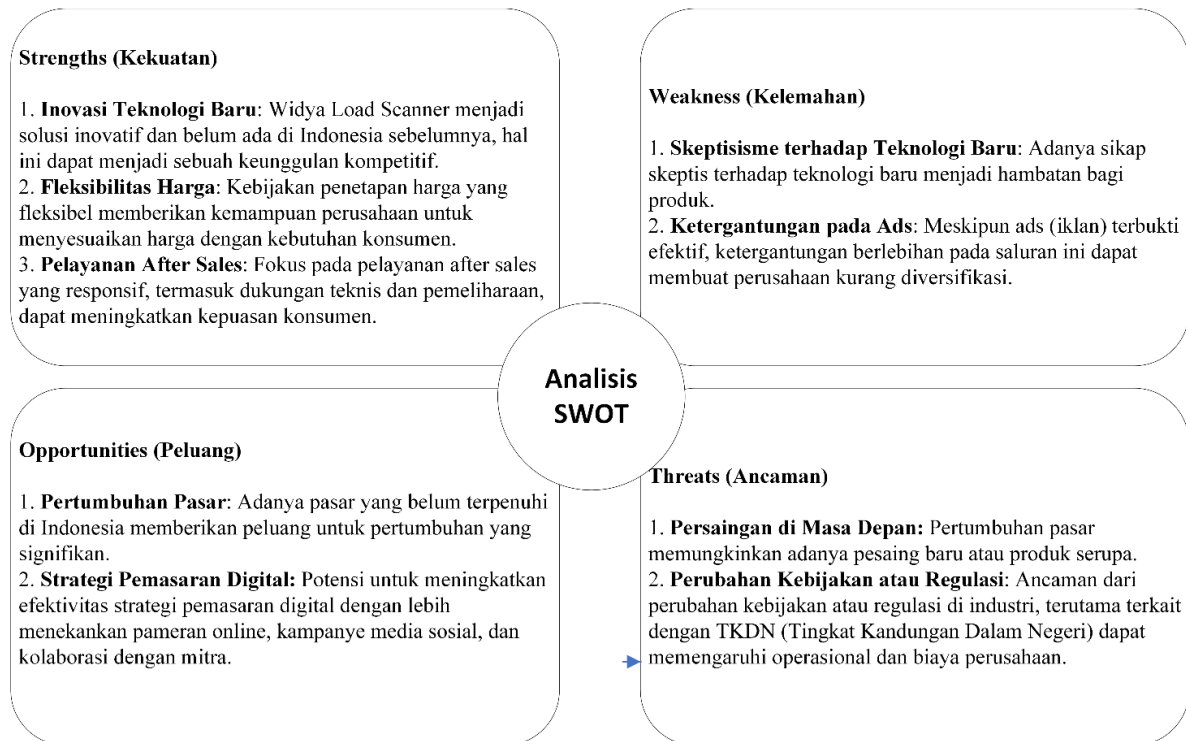 Strengths (Kekuatan)
1. Inovasi Teknologi Baru: Widya Load Scanner menjadi
solusi inovatif dan belum ada di Indonesia sebelumnya, hal
ini dapat menjadi sebuah keunggulan kompetitif.
2. Fleksibilitas Harga: Kebijakan penetapan harga yang
fleksibel memberikan kemampuan perusahaan untuk
menyesuaikan harga dengan kebutuhan konsumen.
3. Pelayanan After Sales: Fokus pada pelayanan after sales
yang responsif, termasuk dukungan teknis dan pemeliharaan,
dapat meningkatkan kepuasan konsumen.
Weakness (Kelemahan)
1. Skeptisisme terhadap Teknologi Baru: Adanya sikap
skeptis terhadap teknologi baru menjadi hambatan bagi
produk.
2. Ketergantungan pada Ads: Meskipun ads (iklan) terbukti
efektif, ketergantungan berlebihan pada saluran ini dapat
membuat perusahaan kurang diversifikasi.
Analisis
SWOT
Opportunities (Peluang)
1. Pertumbuhan Pasar: Adanya pasar yang belum terpenuhi
di Indonesia memberikan peluang untuk pertumbuhan yang
signifikan.
2. Strategi Pemasaran Digital: Potensi untuk meningkatkan
efektivitas strategi pemasaran digital dengan lebih
menekankan pameran online, kampanye media sosial, dan
kolaborasi dengan mitra.
Threats (Ancaman)
1. Persaingan di Masa Depan: Pertumbuhan pasar
memungkinkan adanya pesaing baru atau produk serupa.
2. Perubahan Kebijakan atau Regulasi: Ancaman dari
perubahan kebijakan atau regulasi di industri, terutama terkait
dengan TKDN (Tingkat Kandungan Dalam Negeri) dapat
memengaruhi operasional dan biaya perusahaan.